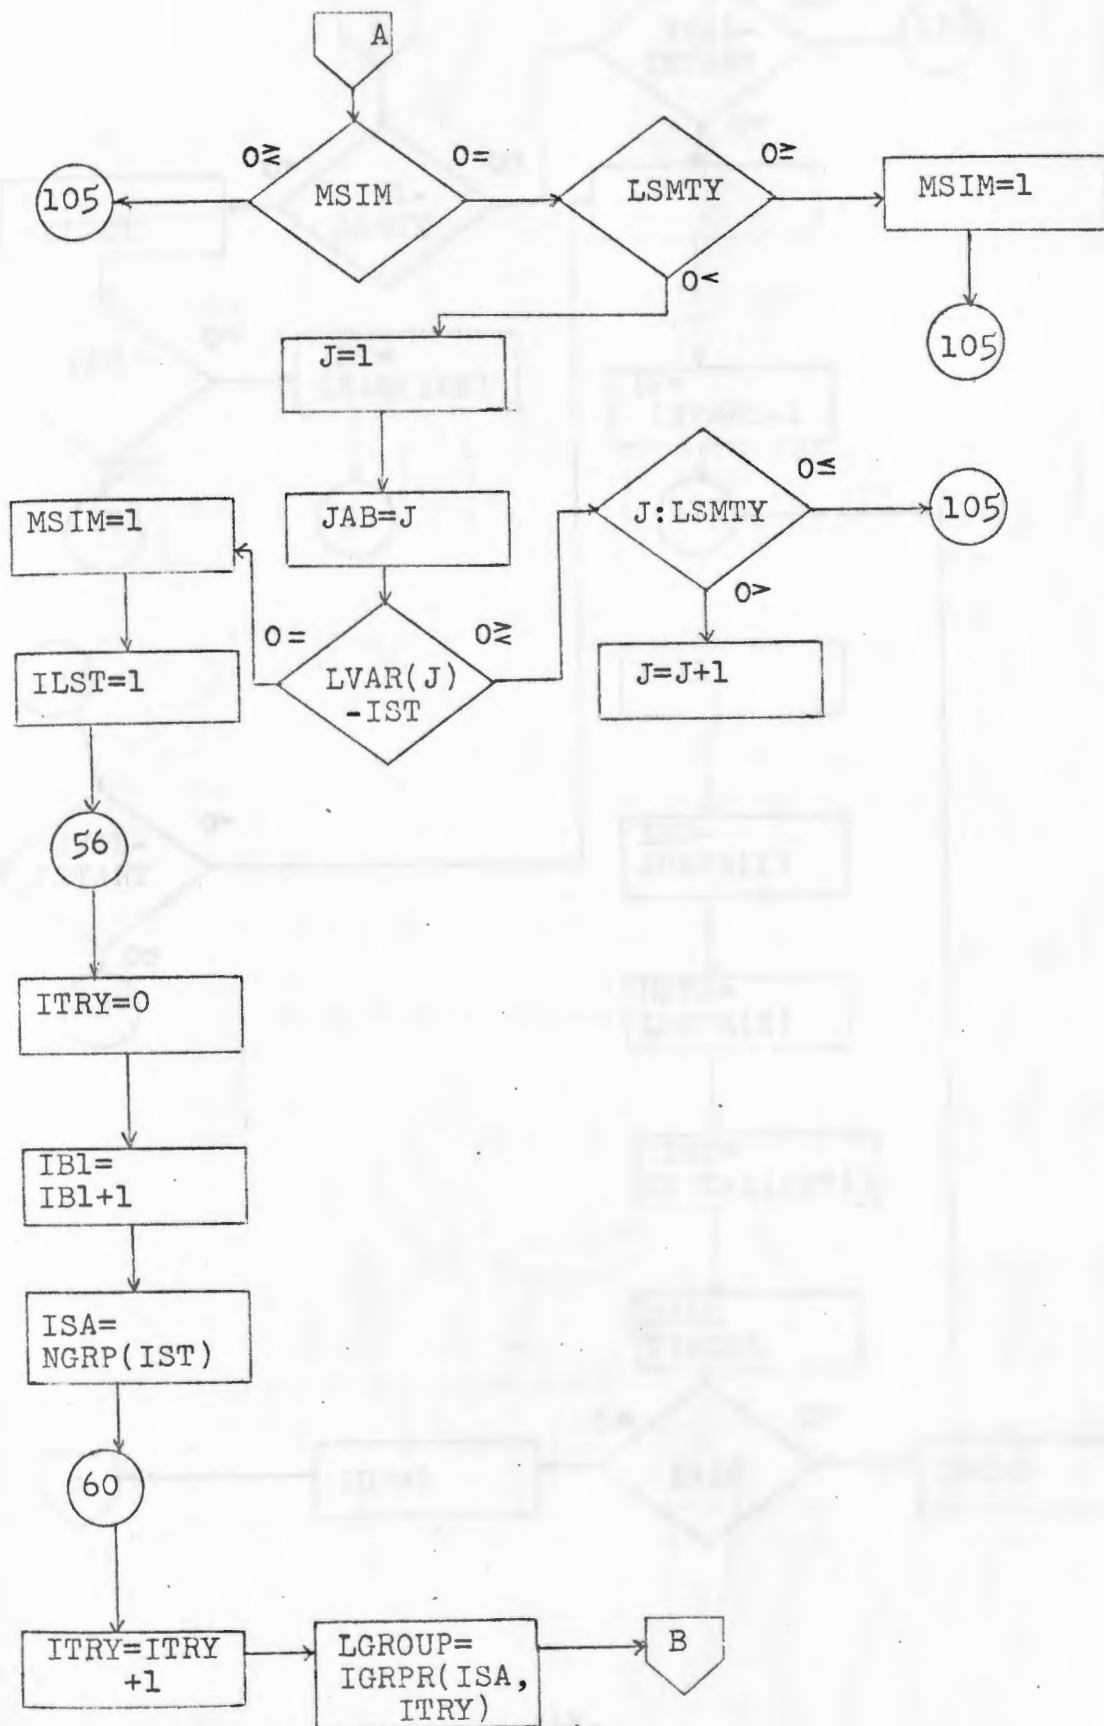 A
0≷
0=
0≥
105
MSIM
LSMTY
MSIM=1
0<
105
J=1
0≤
MSIM=1
JAB=J
J:LSMTY
105
0>
0=
0≷
ILST=1
LVAR(J)
-IST
J=J+1
56
ITRY=0
IB1=
IB1+1
ISA=
NGRP(IST)
60
ITRY=ITRY
+1
LGROUP=
IGRPR(ISA,
ITRY)
B